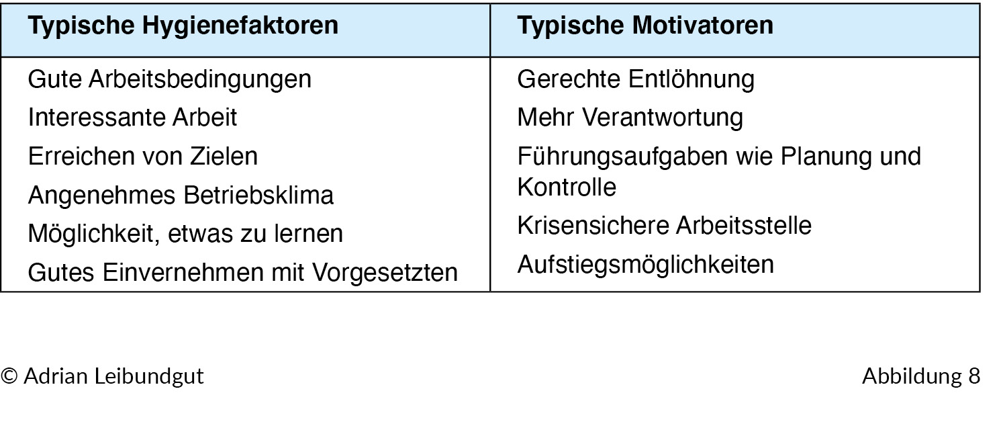 Typische Hygienefaktoren
Typische Motivatoren
Gute Arbeitsbedingungen
Interessante Arbeit
Erreichen von Zielen
Angenehmes Betriebsklima
Möglichkeit, etwas zu lernen
Gutes Einvernehmen mit Vorgesetzten
Gerechte Entlöhnung
Mehr Verantwortung
Führungsaufgaben wie Planung und
Kontrolle
Krisensichere Arbeitsstelle
Aufstiegsmöglichkeiten
© Adrian Leibundgut
Abbildung 8